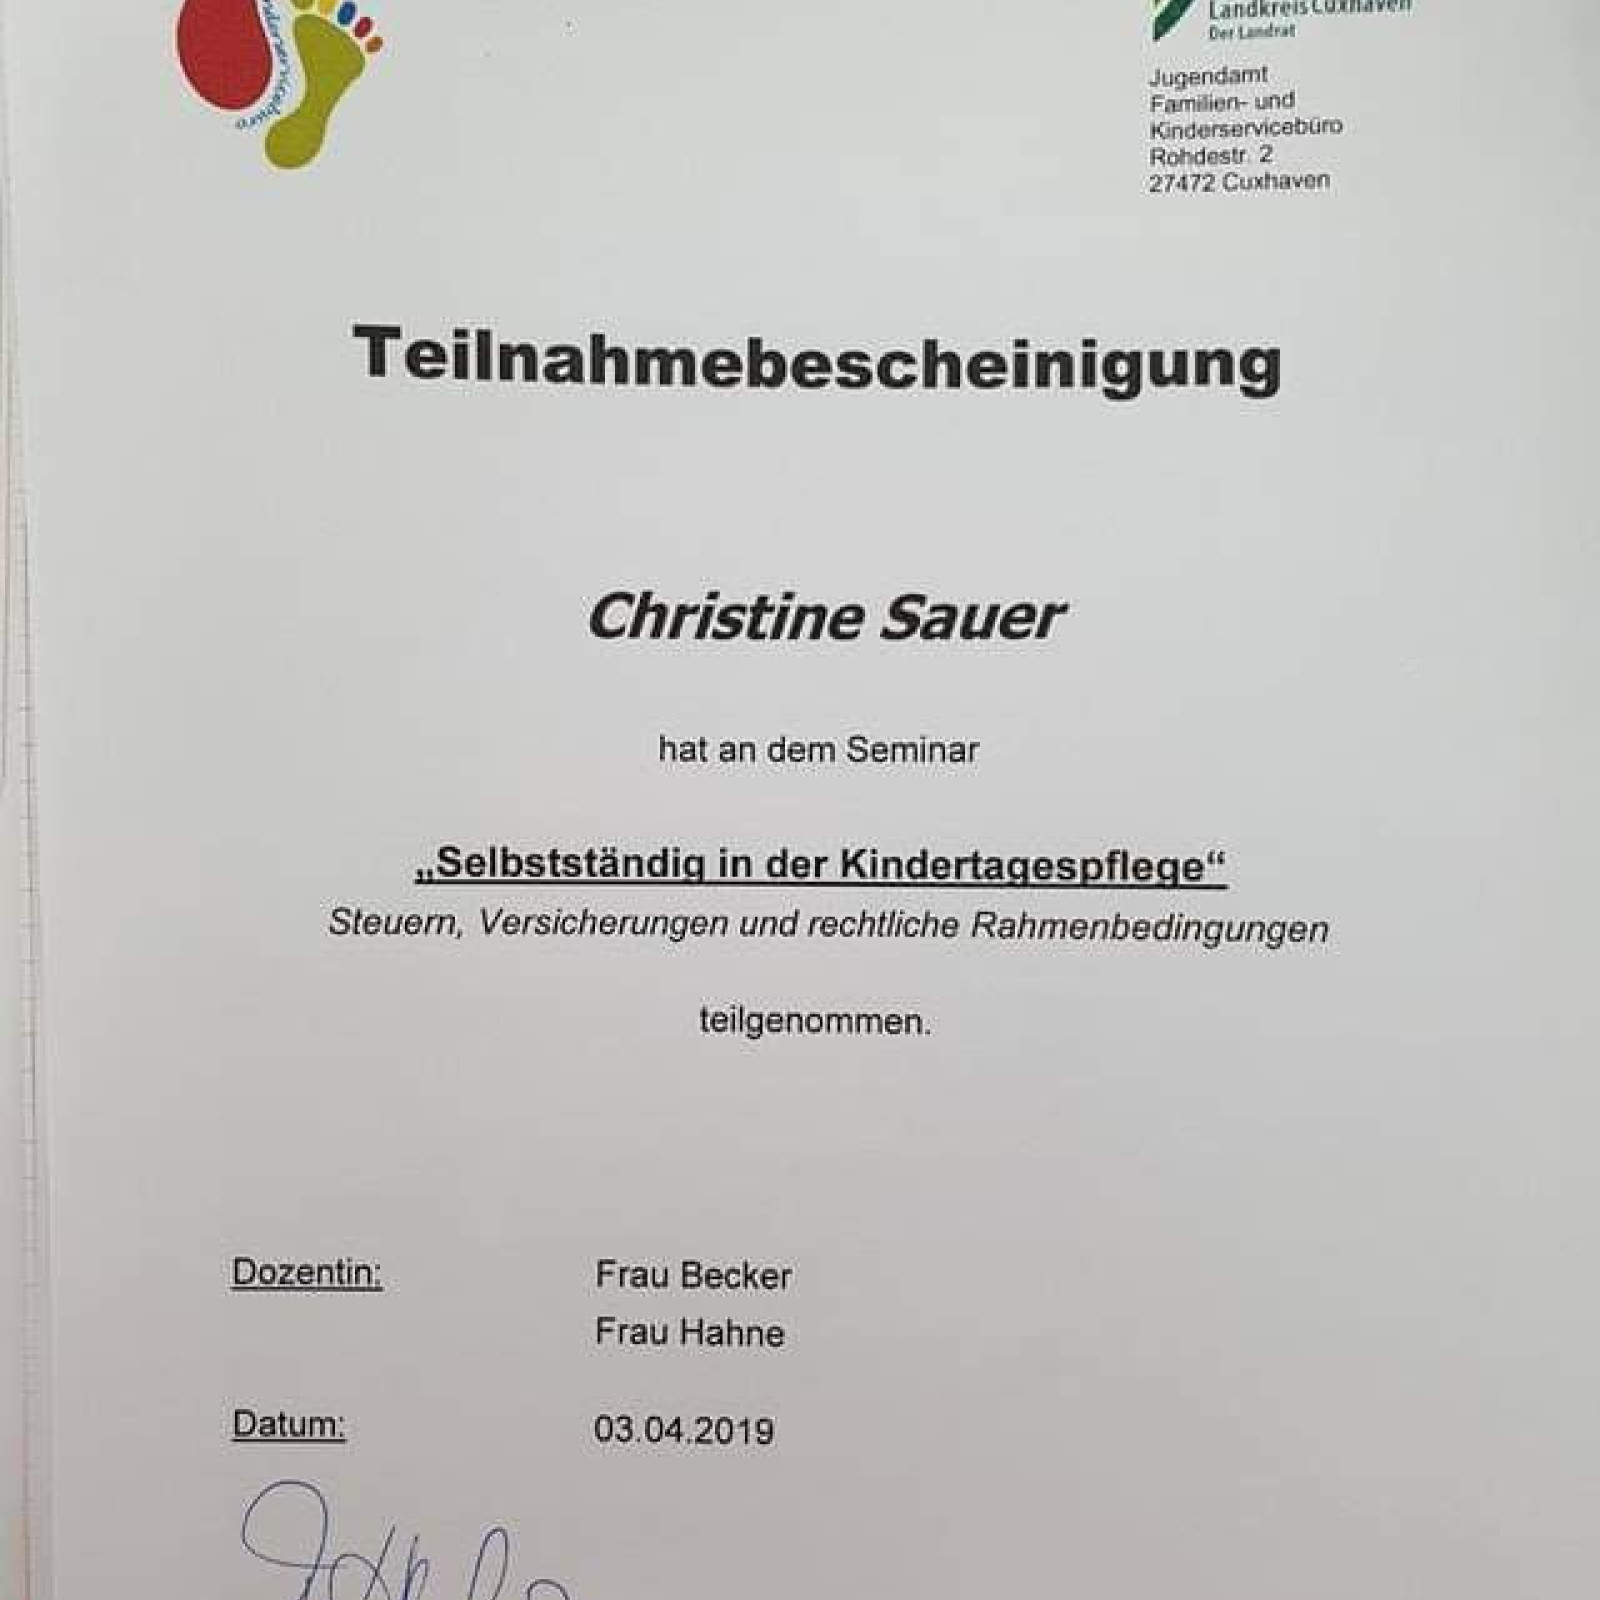 Landkreis Cuxhaven
Der Landrat
Jugendamt
Familien- und
Kinderservicebüro
Rohdestr. 2
27472 Cuxhaven
Teilnahmebescheinigung
Christine Sauer
hat an dem Seminar
„Selbstständig in der Kindertagespflege“
Steuern, Versicherungen und rechtliche Rahmenbedingungen
teilgenommen.
Dozentin: Frau Becker
Frau Hahne
Datum: 03.04.2019